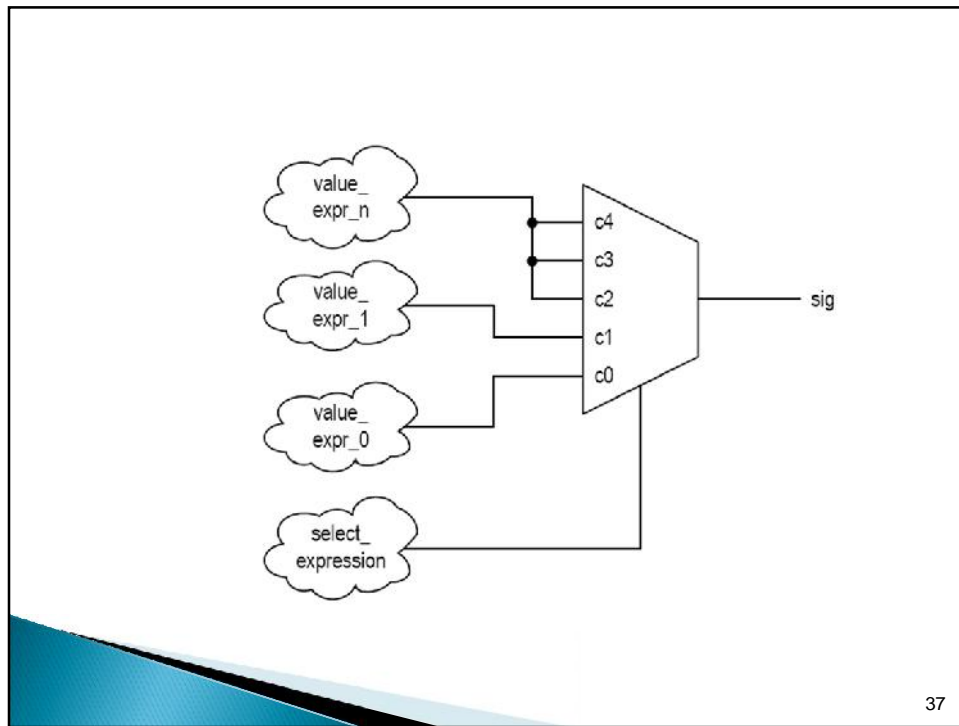 value_
expr_n
value_
expr_1
value_
expr_0
select_
expression
c4
c3
c2
c1
c0
sig
37